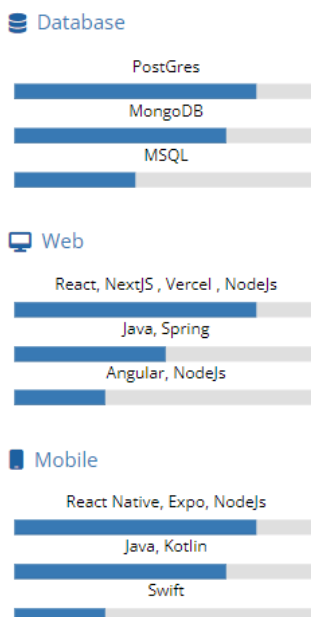 Database
PostGres
MongoDB
MSQL
Web
React, NextJS , Vercel , NodeJs
Java, Spring
Angular, NodeJs
Mobile
React Native, Expo, NodeJs
Java, Kotlin
Swift